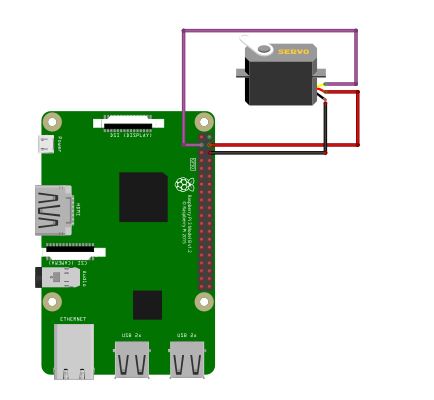 SERVO
DSI (DISPLAY)
Power
GPIO
HDMI
Raspberry Pi 3 Model B v1.2
© Raspberry Pi 2015
CSI (CAMERA)
Audio
ETHERNET
USB 2x
USB 2x